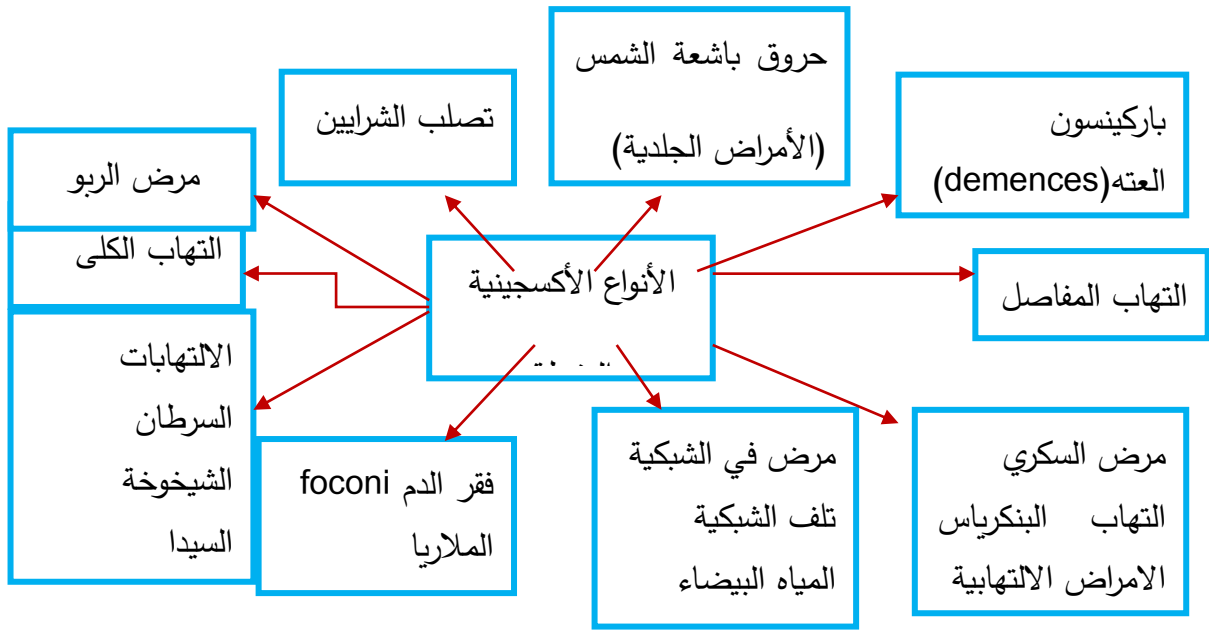 حروق باشعة الشمس
(الأمراض الجلدية)
باركينسون
العته(demences)
تصلب الشرايين
مرض الربو
التهاب الكلى
الأنواع الأكسجينية
التهاب المفاصل
الالتهابات
السرطان
الشيخوخة
السيدا
فقر الدم foconi
الملاريا
مرض في الشبكية
تلف الشبكية
المياه البيضاء
مرض السكري
التهاب البنكرياس
الامراض الالتهابية